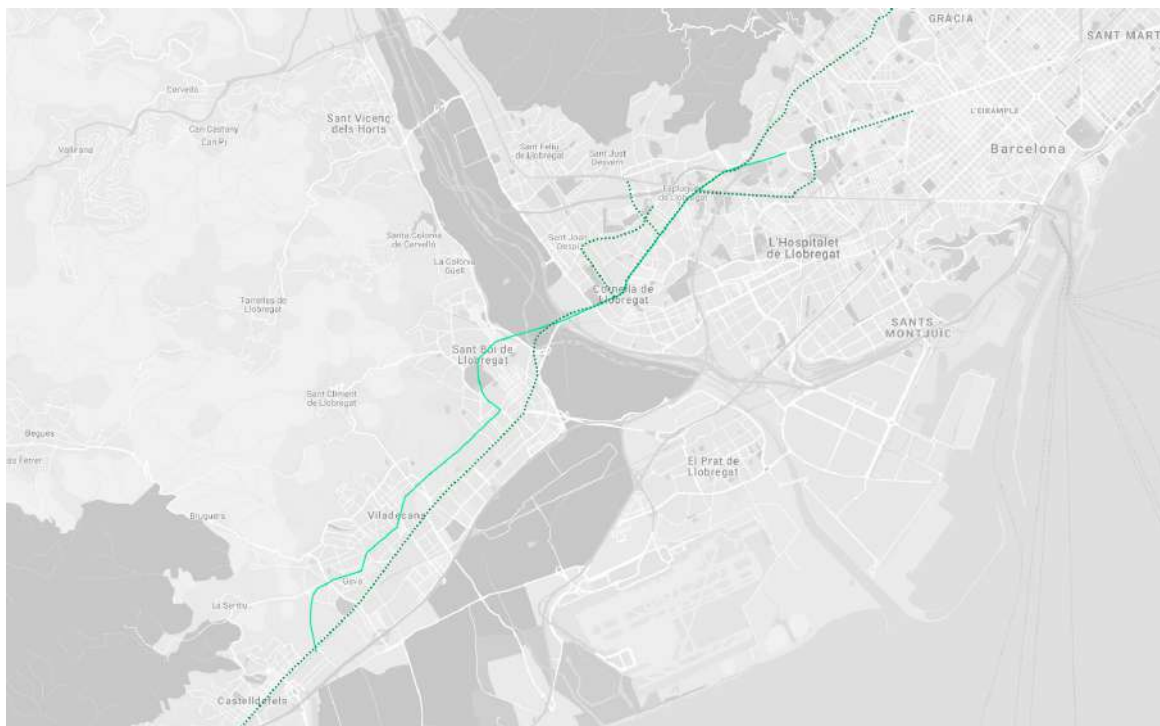 GRÀCIA
SANT MART
Cervelló
L'EIXAMPLE
Sant Vicenç
dels Horts
Can Castany
Can Pi
Vallirana
Sant Feliu
de Llobregat
Sant Just
Desvern
Barcelona
Esplugues
de Llobregat
Santa Coloma
de Cervelló
Sant Joan
Despí
L'Hospitalet
de Llobregat
La Colònia
Güell
Cornellà de
Llobregat
Torrelles de
Llobregat
SANTS -
MONTJUÏC
Sant Boi de
Llobregat
Sant Climent
de Llobregat
Begues
El Prat de
Llobregat
Viladecans
Bruguers
Gavà
La Sentiu
Castelldefels